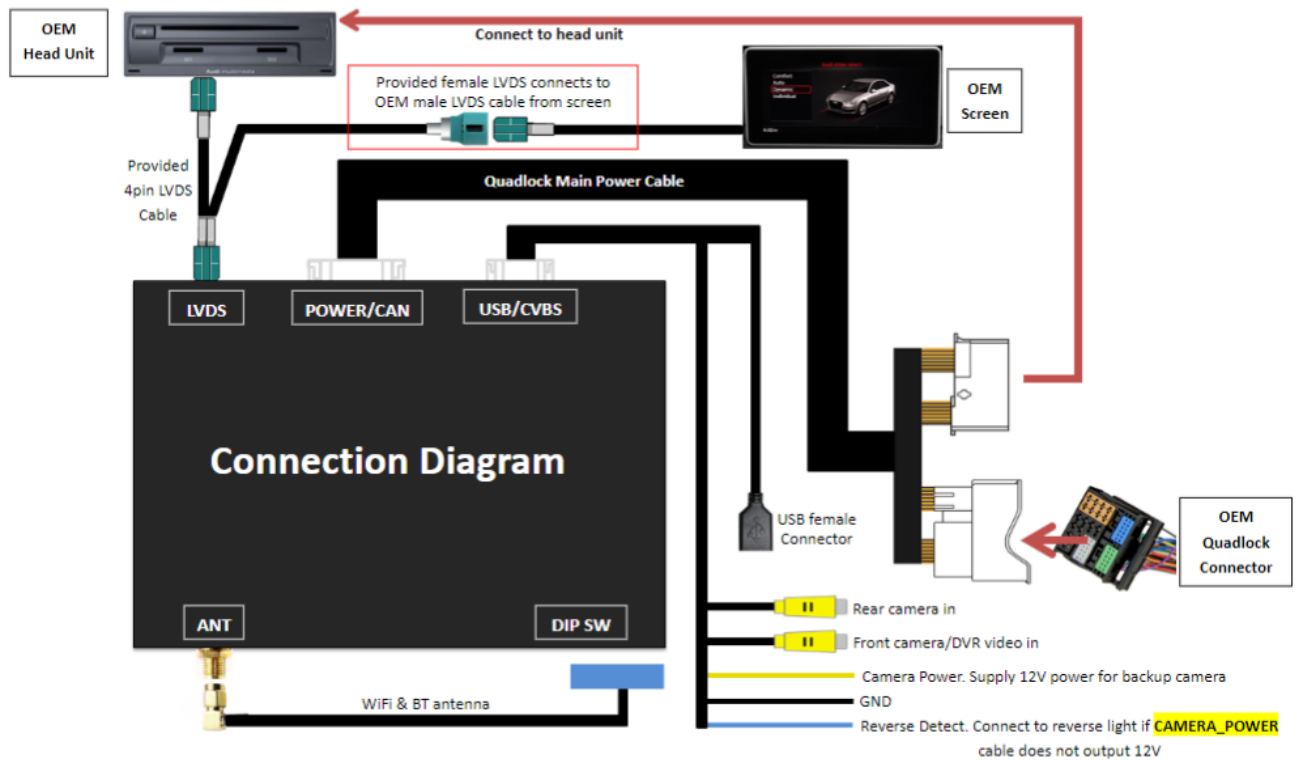 OEM
Head Unit
Connect to head unit
Provided female LVDS connects to
OEM male LVDS cable from screen
OEM
Screen
Comfort
Auto
Dynamic
Individual
Provided
4pin LVDS
Cable
Quadlock Main Power Cable
LVDS
POWER/CAN
USB/CVBS
Connection Diagram
USB female
Connector
OEM
Quadlock
Connector
ANT
DIP SW
Rear camera in
Front camera/DVR video in
Camera Power. Supply 12V power for backup camera
WiFi & BT antenna
GND
Reverse Detect. Connect to reverse light if CAMERA_POWER
cable does not output 12V